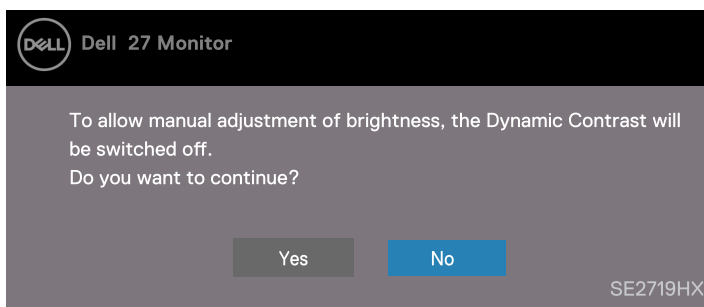 DELL Dell 27 Monitor
To allow manual adjustment of brightness, the Dynamic Contrast will
be switched off.
Do you want to continue?
Yes No
SE2719HX